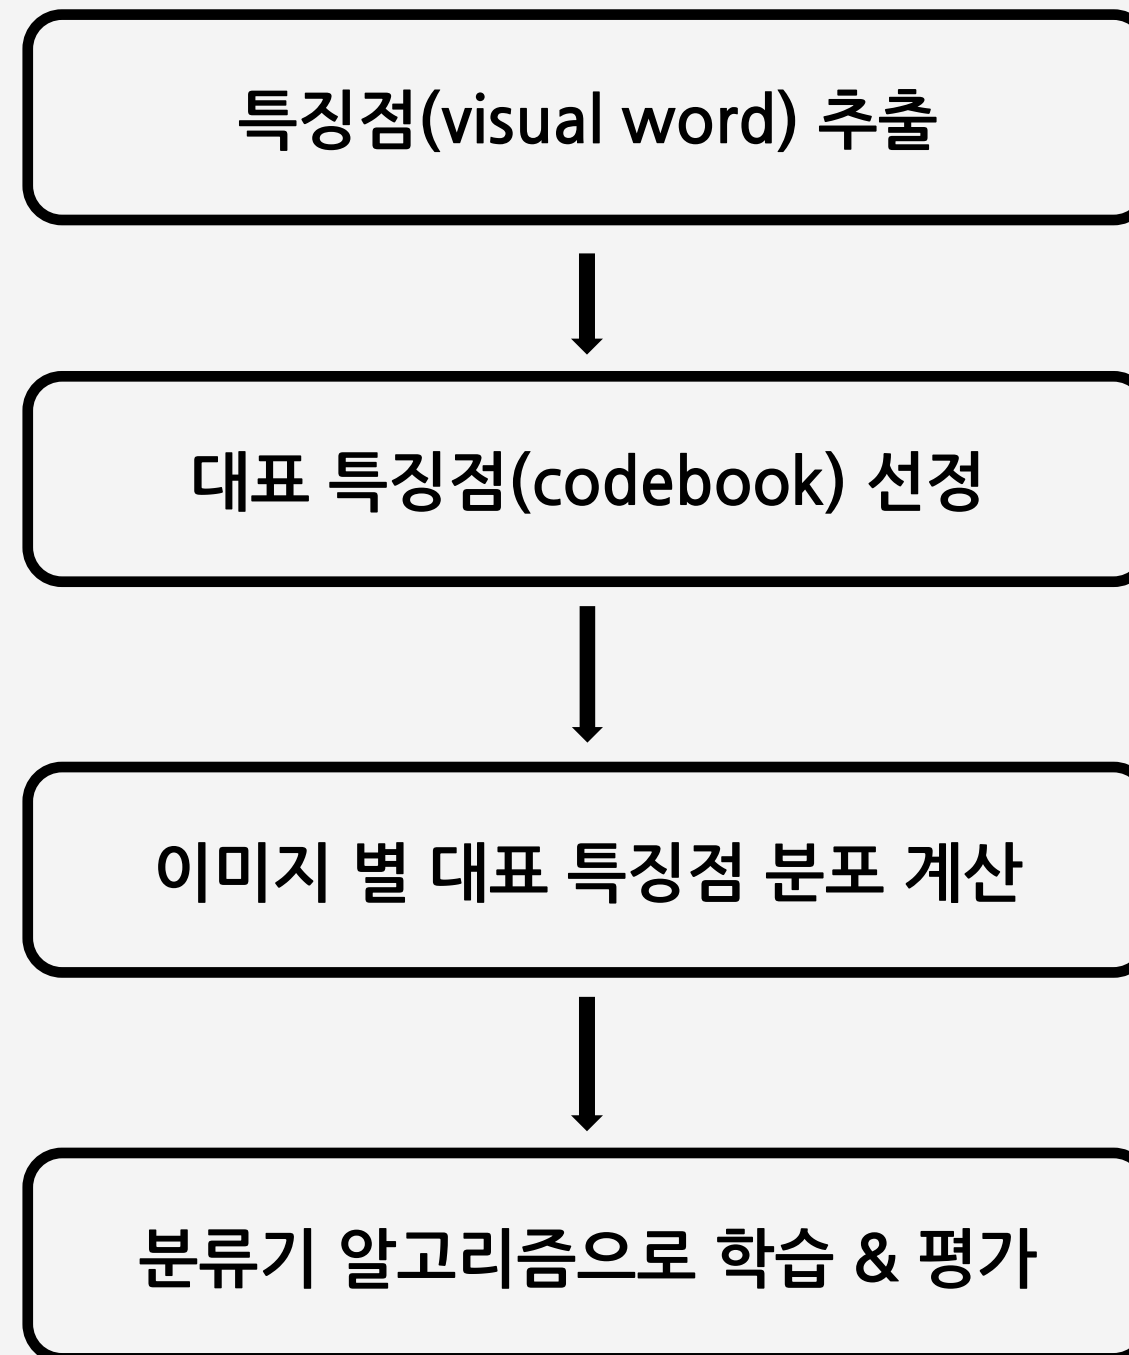 특징점(visual word) 추출
대표 특징점(codebook) 선정
이미지 별 대표 특징점 분포 계산
분류기 알고리즘으로 학습 & 평가